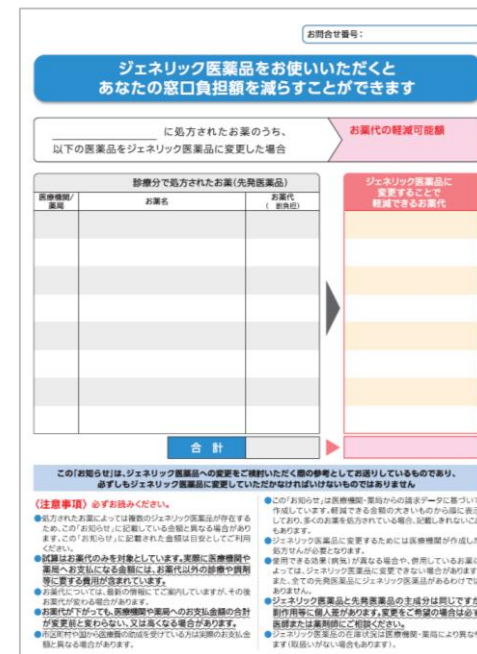 お問合せ番号:
ジェネリック医薬品をお使いいただくと
あなたの窓口負担額を減らすことができます
に処方されたお薬のうち、
以下の医薬品をジェネリック医薬品に変更した場合
お薬代の軽減可能額
診療分で処方されたお薬(先発医薬品)
医療機関/
薬局
お薬名
お薬代
( 割負担)
ジェネリック医薬品に
変更することで
軽減できるお薬代
合 計
この「お知らせ」は、ジェネリック医薬品への変更をご検討いただく際の参考としてお送りしているものであり、
必ずしもジェネリック医薬品に変更していただかなければいけないものではありません
〈注意事項〉必ずお読みください。
●処方されたお薬によっては複数のジェネリック医薬品が存在する
ため、この「お知らせ」に記載している金額と異なる場合があり
ます。この「お知らせ」に記載された金額は目安としてご利用
ください。
●試算はお薬代のみを対象としています。実際に医療機関や
薬局へお支払になる金額には、お薬代以外の診療や調剤
等に要する費用が含まれています。
●お薬代については、最新の情報にてご案内していますが、その後
お薬代が変わる場合があります。
●お薬代が下がっても、医療機関や薬局へのお支払金額の合計
が変更前と変わらない、又は高くなる場合があります。
●市区町村や国から医療費の助成を受けている方は実際のお支払金
額と異なる場合があります。
●この「お知らせ」は医療機関・薬局からの請求データに基づいて
作成しています。軽減できる金額の大きいものから順に表示
しており、多くのお薬を処方されている場合、記載しきれないこ
もあります。
●ジェネリック医薬品に変更するためには医療機関が作成した
処方せんが必要となります。
●使用できる効果(病気)が異なる場合や、併用しているお薬に
よっては、ジェネリック医薬品に変更できない場合があります
また、全ての先発医薬品にジェネリック医薬品があるわけでは
ありません。
●ジェネリック医薬品と先発医薬品の主成分は同じですが
副作用等に個人差があります。変更をご希望の場合は必ず
医師または薬剤師にご相談ください。
●ジェネリック医薬品の在庫状況は医療機関・薬局により異なり
ます(取扱いがない場合もあります)。